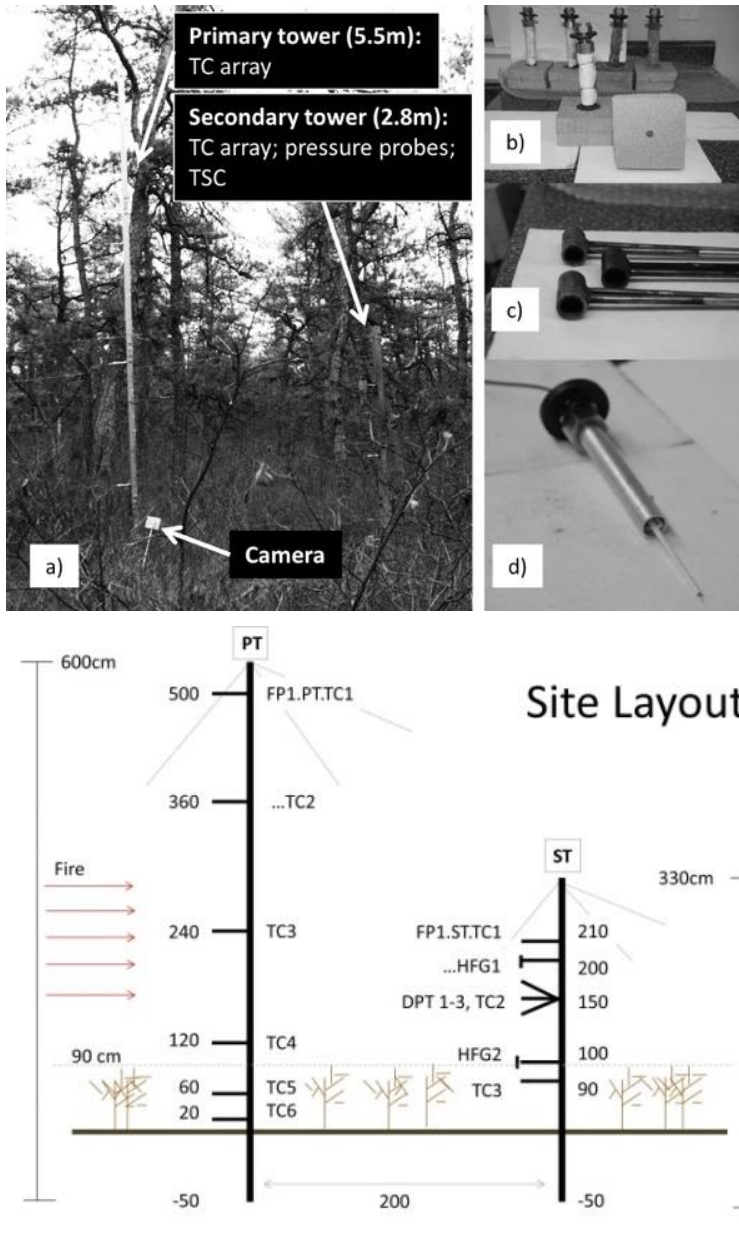 Primary tower (5.5m):
TC array
Secondary tower (2.8m):
TC array; pressure probes;
TSC
Camera
a)
b)
c)
d)
PT
600cm
500 FP1.PT.TC1
Site Layout
360 ...TC2
ST
Fire
330cm
240 TC3
FP1.ST.TC1 210
...HFG1 200
DPT 1-3, TC2 150
120 TC4
90 cm
HFG2 100
60 TC5
TC3 90
20 TC6
-50
200
-50